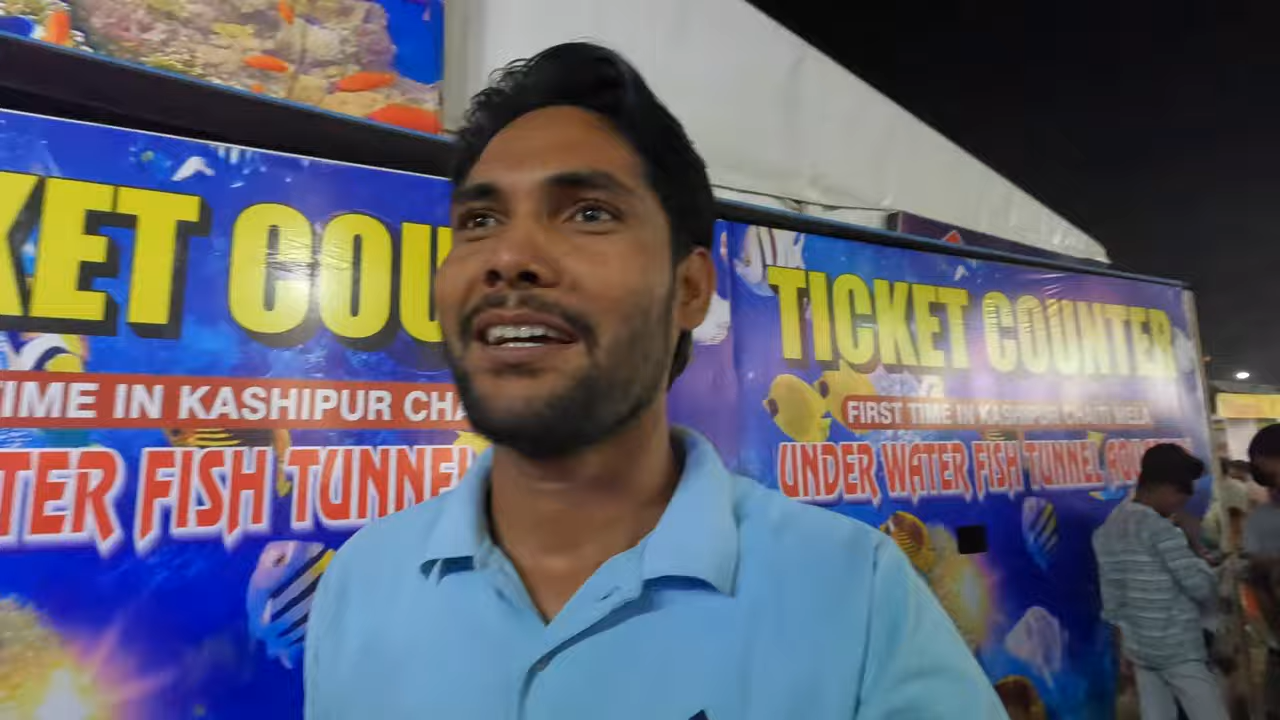 KET COU
TIME IN KASHIPUR CHA
TER FISH TUNNEL
TICKET COUNTER
FIRST TIME IN KASHIPUR CHAITI MELA
UNDER WATER FISH TUNNEL